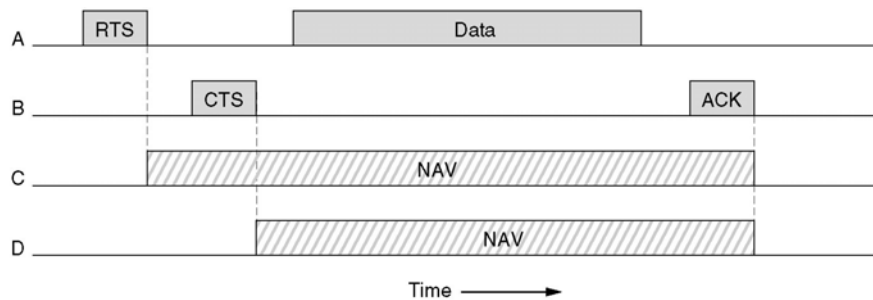 A RTS Data
B CTS ACK
C NAV
D NAV
Time